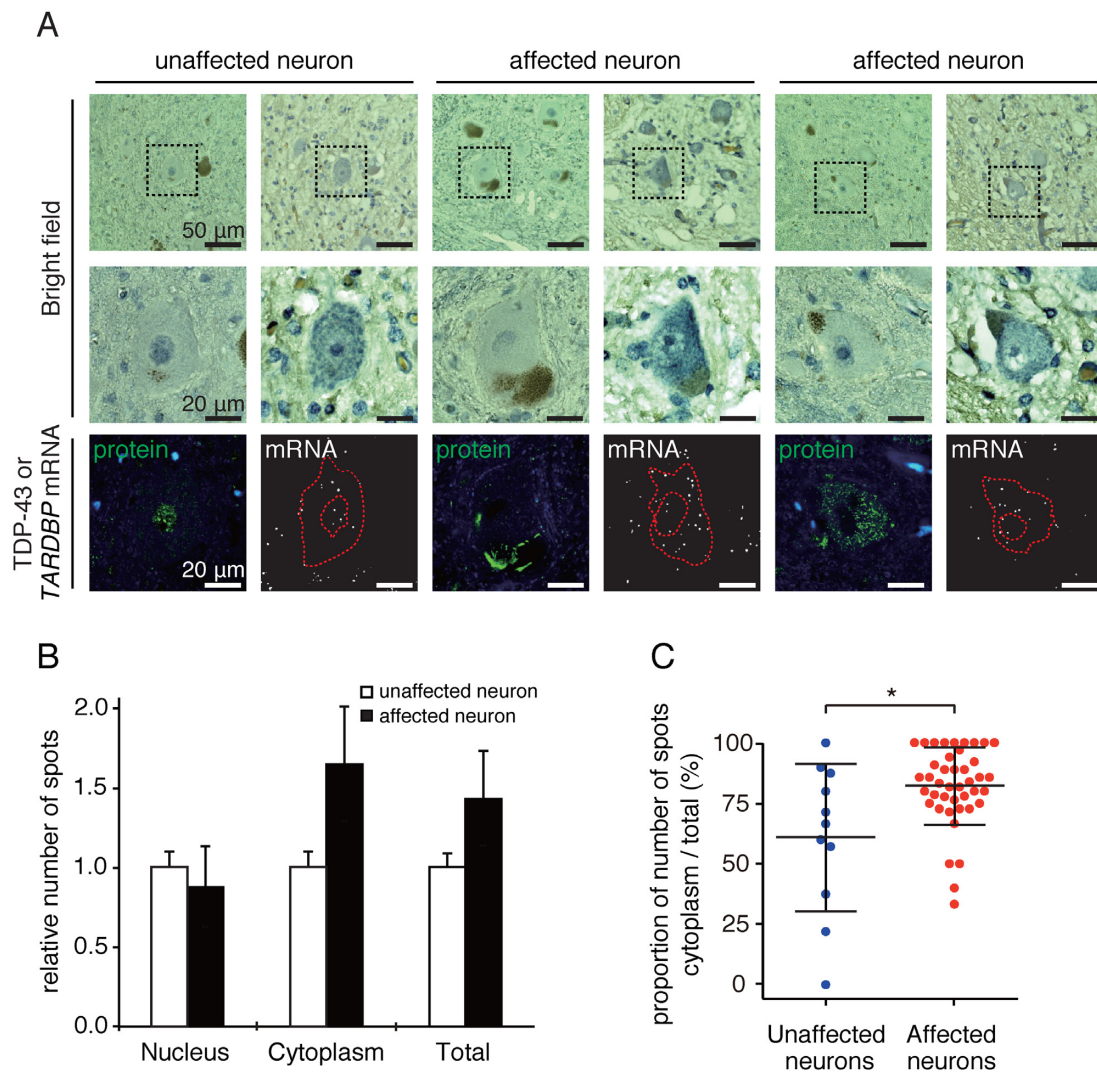 A
unaffected neuron
affected neuron
affected neuron
Bright field
50 µm
20 µm
TDP-43 or
TARDBP mRNA
protein
mRNA
protein
mRNA
protein
mRNA
20 µm
B
relative number of spots
2.0
1.5
1.0
0.5
0.0
unaffected neuron
affected neuron
Nucleus
Cytoplasm
Total
C
proportion of number of spots
cytoplasm / total (%)
*
100
75
50
25
0
Unaffected
neurons
Affected
neurons